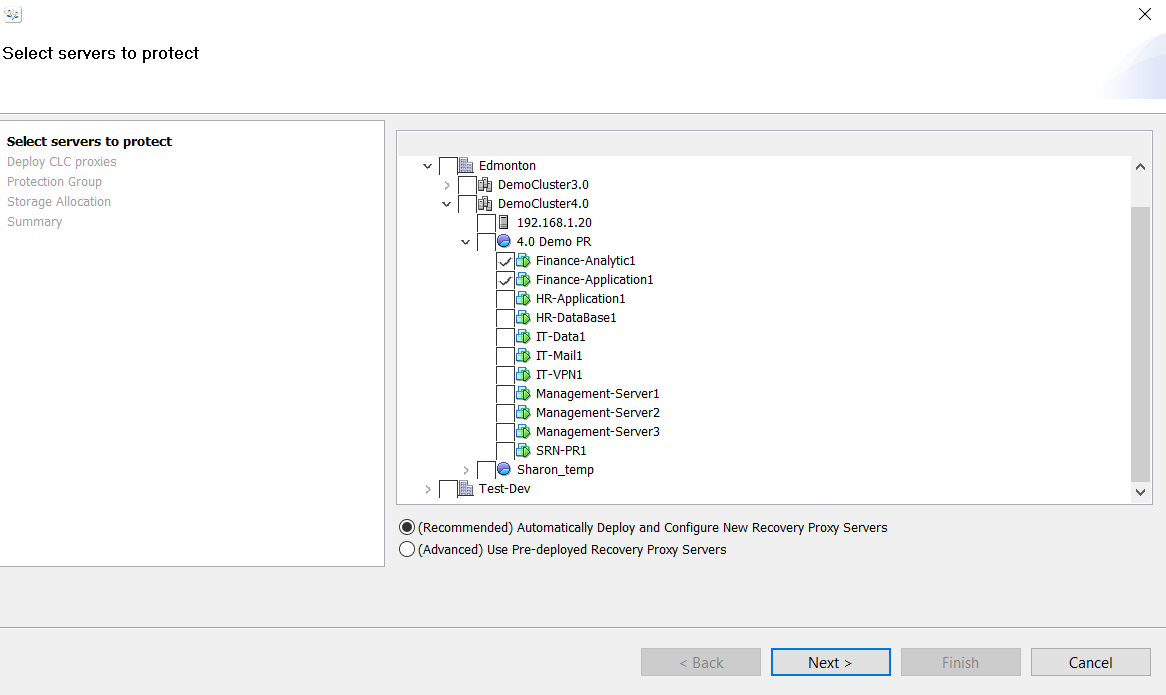 Select servers to protect
Select servers to protect
Deploy CLC proxies
Protection Group
Storage Allocation
Summary
Edmonton
DemoCluster3.0
DemoCluster4.0
192.168.1.20
4.0 Demo PR
Finance-Analytic1
Finance-Application1
HR-Application1
HR-DataBase1
IT-Data1
IT-Mail1
IT-VPN1
Management-Server1
Management-Server2
Management-Server3
SRN-PR1
Sharon_temp
Test-Dev
(Recommended) Automatically Deploy and Configure New Recovery Proxy Servers
(Advanced) Use Pre-deployed Recovery Proxy Servers
< Back Next > Finish Cancel